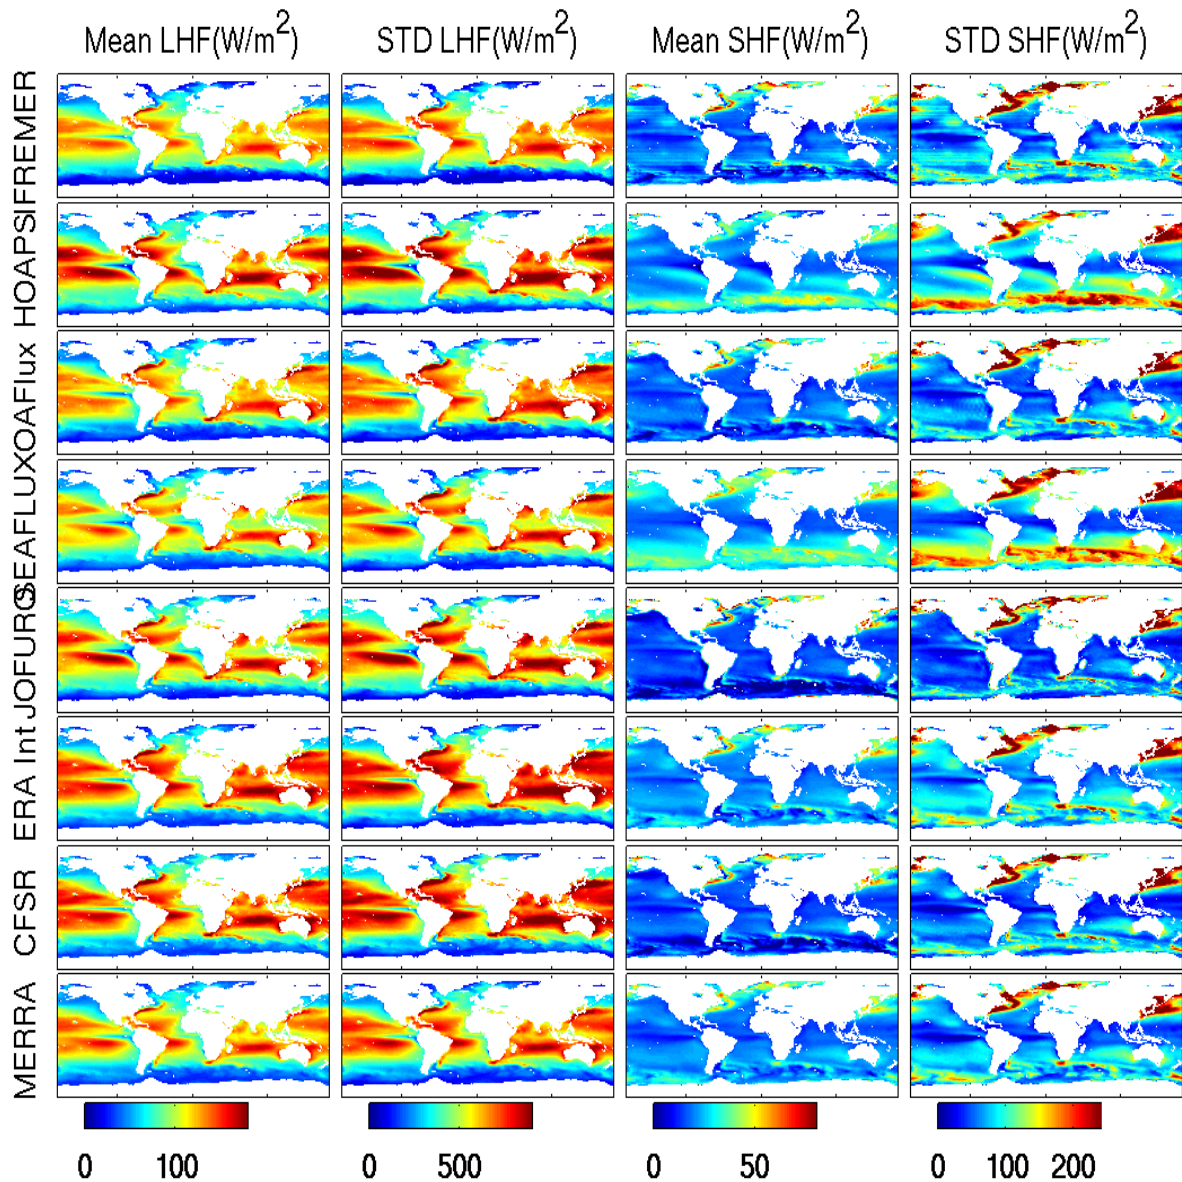 Mean LHF(W/m²)
STD LHF(W/m²)
Mean SHF(W/m²)
STD SHF(W/m²)
IFREMER
HOAPS
OAFlux
SEAFLUX
JOFURO
ERA Int
CFSR
MERRA
0 100
0 500
0 50
0 100 200